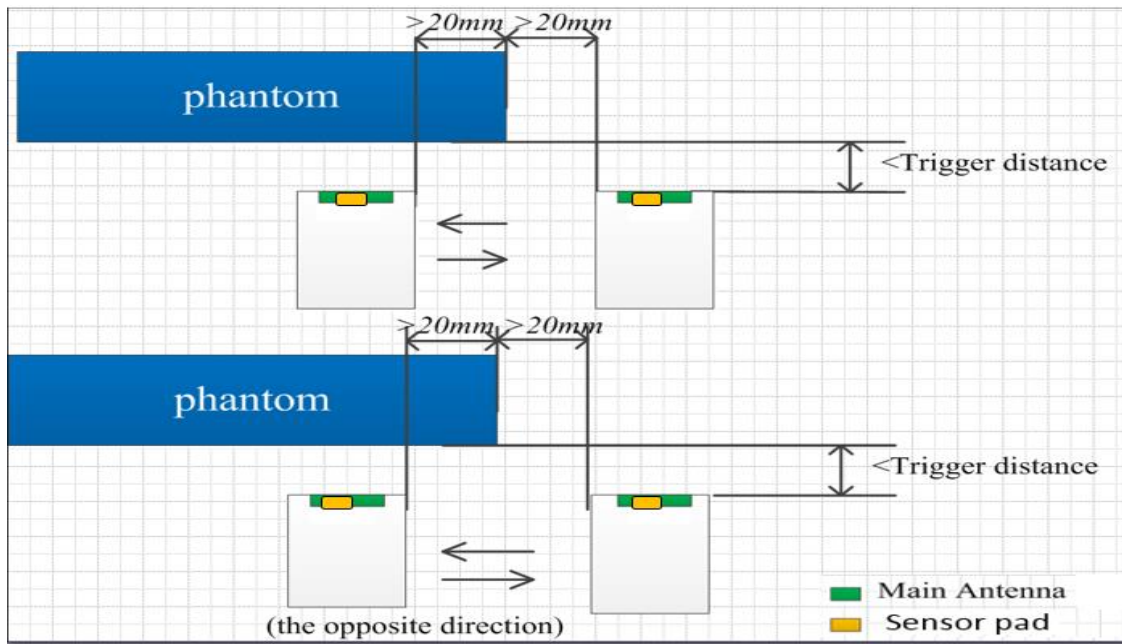 >20mm >20mm
phantom
<Trigger distance
>20mm >20mm
phantom
<Trigger distance
(the opposite direction)
Main Antenna
Sensor pad